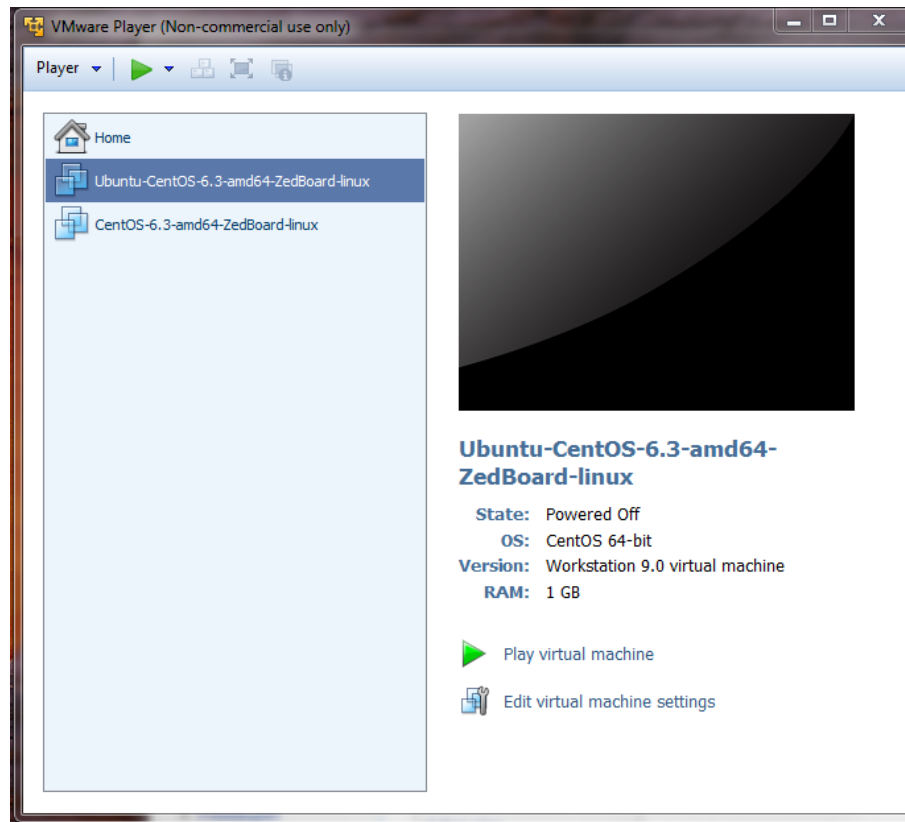 VMware Player (Non-commercial use only)
Player
Home
Ubuntu-CentOS-6.3-amd64-ZedBoard-linux
CentOS-6.3-amd64-ZedBoard-linux
Ubuntu-CentOS-6.3-amd64-
ZedBoard-linux
State: Powered Off
OS: CentOS 64-bit
Version: Workstation 9.0 virtual machine
RAM: 1 GB
Play virtual machine
Edit virtual machine settings